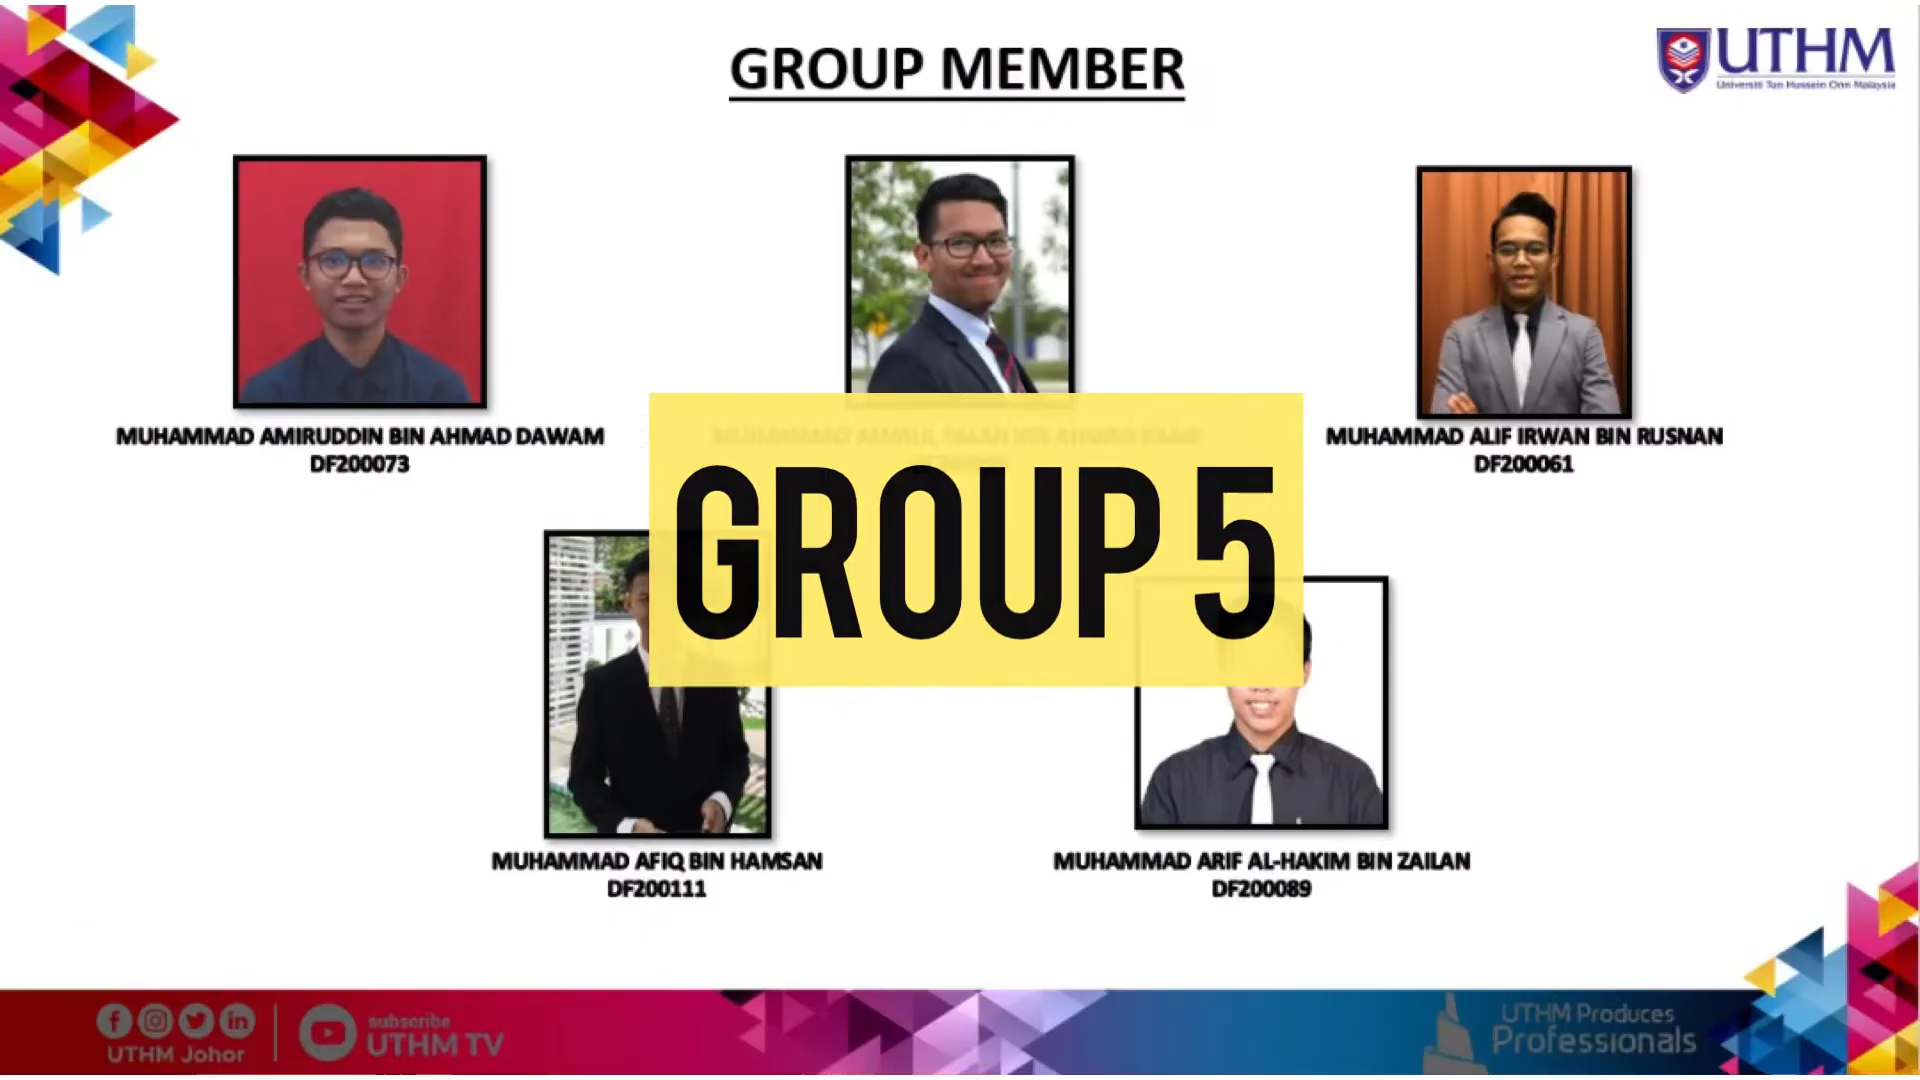 GROUP MEMBER
UTHM
Universiti Tun Hussein Onn Malaysia
MUHAMMAD AMIRUDDIN BIN AHMAD DAWAM
DF200073
MUHAMMAD ALIF IRWAN BIN RUSNAN
DF200061
GROUP 5
MUHAMMAD AFIQ BIN HAMSAN
DF200111
MUHAMMAD ARIF AL-HAKIM BIN ZAILAN
DF200089
UTHM Johor
subscribe
UTHM TV
UTHM Produces
Professionals